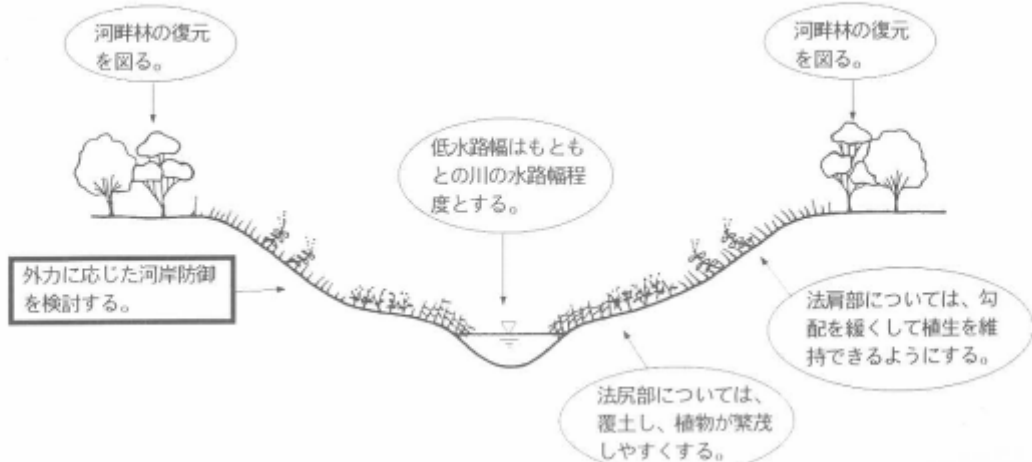 河畔林の復元
を図る。
河畔林の復元
を図る。
低水路幅はもとも
との川の水路幅程
度とする。
外力に応じた河岸防御
を検討する。
法肩部については、勾
配を緩くして植生を維
持できるようにする。
法尻部については、
覆土し、植物が繁茂
しやすくする。